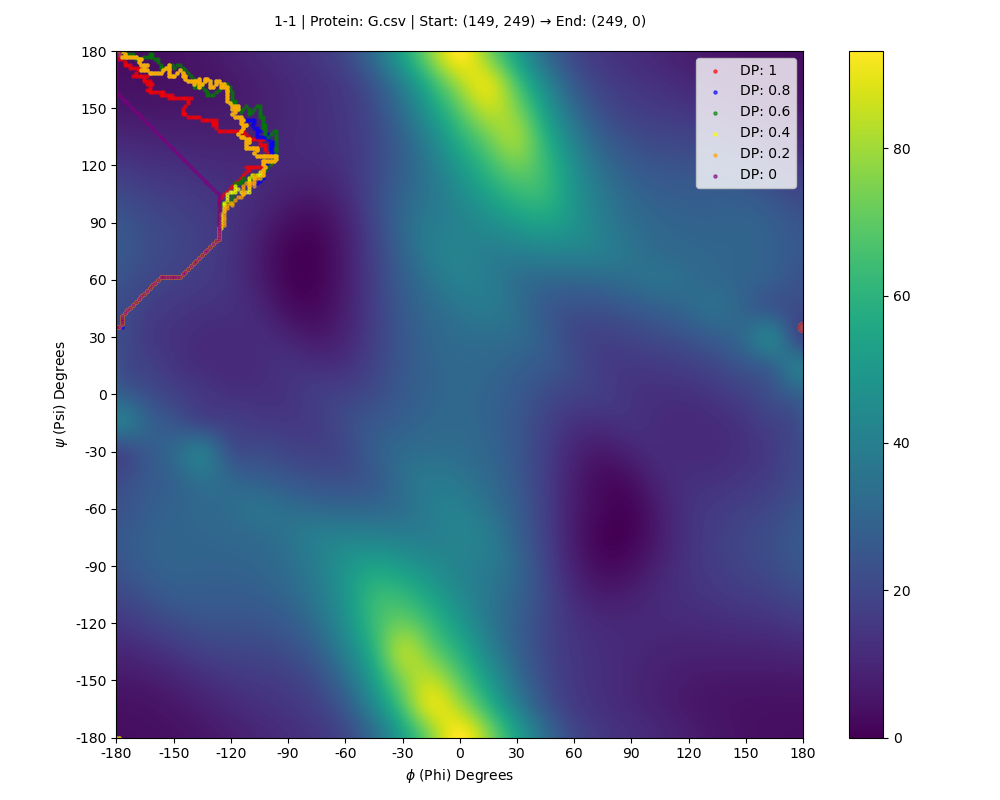 1-1 | Protein: G.csv | Start: (149, 249) → End: (249, 0)
DP: 1
DP: 0.8
DP: 0.6
DP: 0.4
DP: 0.2
DP: 0
180
150
120
90
60
30
0
-30
-60
-90
-120
-150
-180
ψ (Psi) Degrees
-180 -150 -120 -90 -60 -30 0 30 60 90 120 150 180
ϕ (Phi) Degrees
80
60
40
20
0